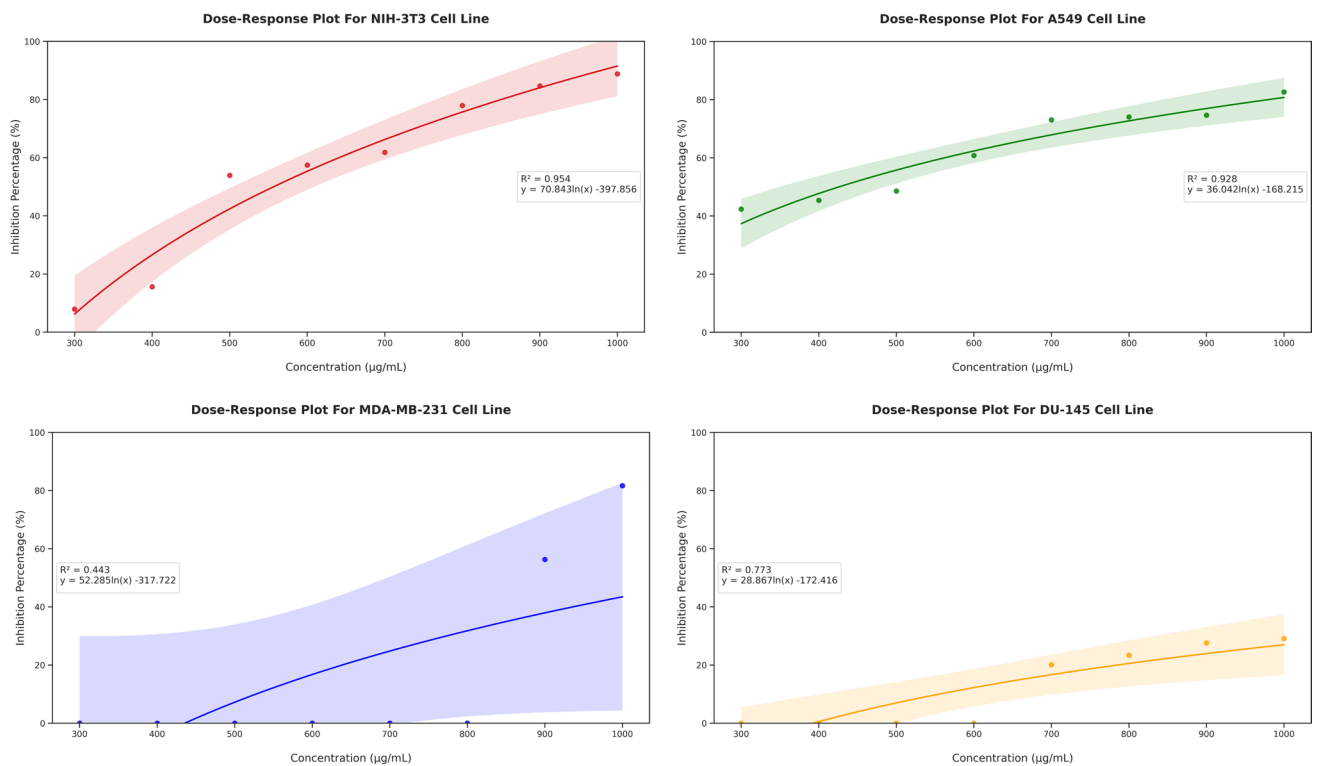 Dose-Response Plot For NIH-3T3 Cell Line
100
80
60
40
20
0
Inhibition Percentage (%)
R² = 0.954
y = 70.843ln(x) -397.856
300 400 500 600 700 800 900 1000
Concentration (µg/mL)
Dose-Response Plot For A549 Cell Line
100
80
60
40
20
0
Inhibition Percentage (%)
R² = 0.928
y = 36.042ln(x) -168.215
300 400 500 600 700 800 900 1000
Concentration (µg/mL)
Dose-Response Plot For MDA-MB-231 Cell Line
100
80
60
40
20
0
Inhibition Percentage (%)
R² = 0.443
y = 52.285ln(x) -317.722
300 400 500 600 700 800 900 1000
Concentration (µg/mL)
Dose-Response Plot For DU-145 Cell Line
100
80
60
40
20
0
Inhibition Percentage (%)
R² = 0.773
y = 28.867ln(x) -172.416
300 400 500 600 700 800 900 1000
Concentration (µg/mL)